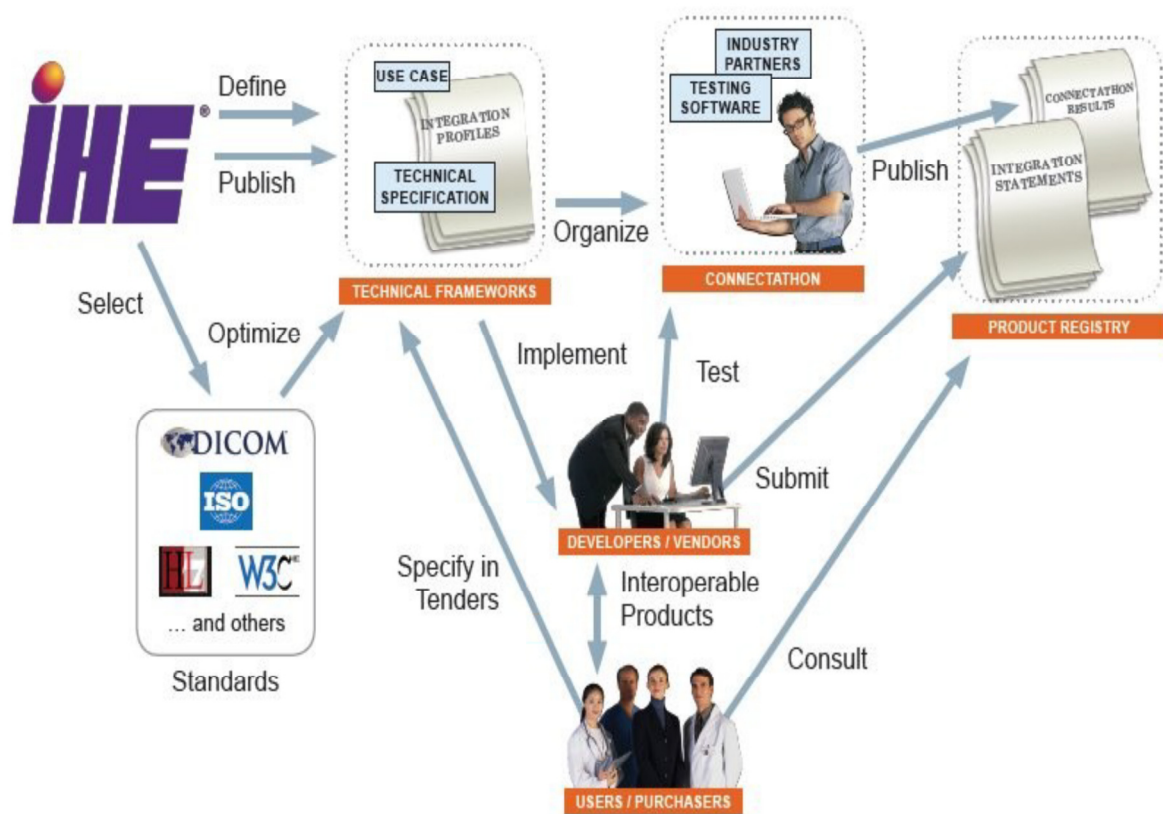 IHE®
Define
Publish
USE CASE
INTEGRATION
PROFILES
TECHNICAL
SPECIFICATION
TECHNICAL FRAMEWORKS
Organize
INDUSTRY
PARTNERS
TESTING
SOFTWARE
CONNECTATHON
Publish
CONNECTATHON
RESULTS
INTEGRATION
STATEMENTS
PRODUCT REGISTRY
Select
Optimize
Implement
Test
DICOM
ISO
HL7
W3C
... and others
Standards
DEVELOPERS / VENDORS
Submit
Specify in
Tenders
Interoperable
Products
Consult
USERS / PURCHASERS